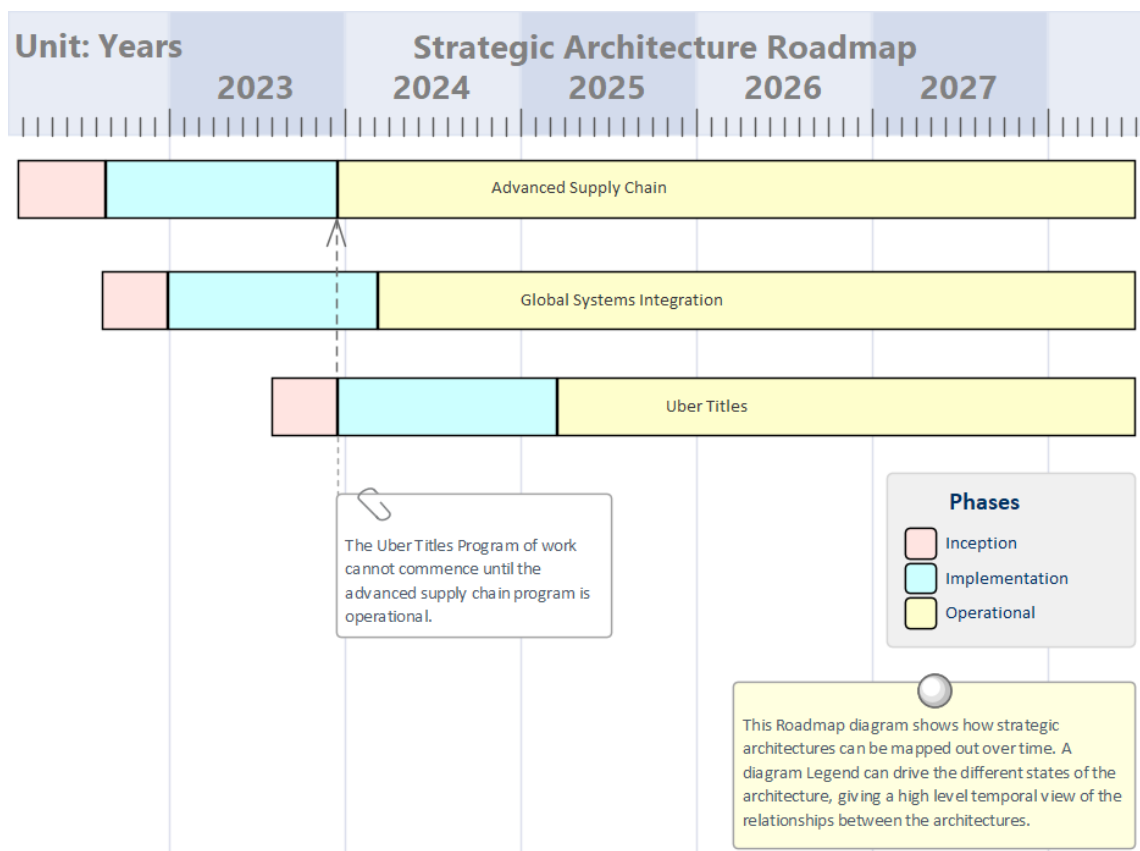 Unit: Years
Strategic Architecture Roadmap
2023 2024 2025 2026 2027
Advanced Supply Chain
Global Systems Integration
Uber Titles
The Uber Titles Program of work
cannot commence until the
advanced supply chain program is
operational.
Phases
Inception
Implementation
Operational
This Roadmap diagram shows how strategic
architectures can be mapped out over time. A
diagram Legend can drive the different states of the
architecture, giving a high level temporal view of the
relationships between the architectures.